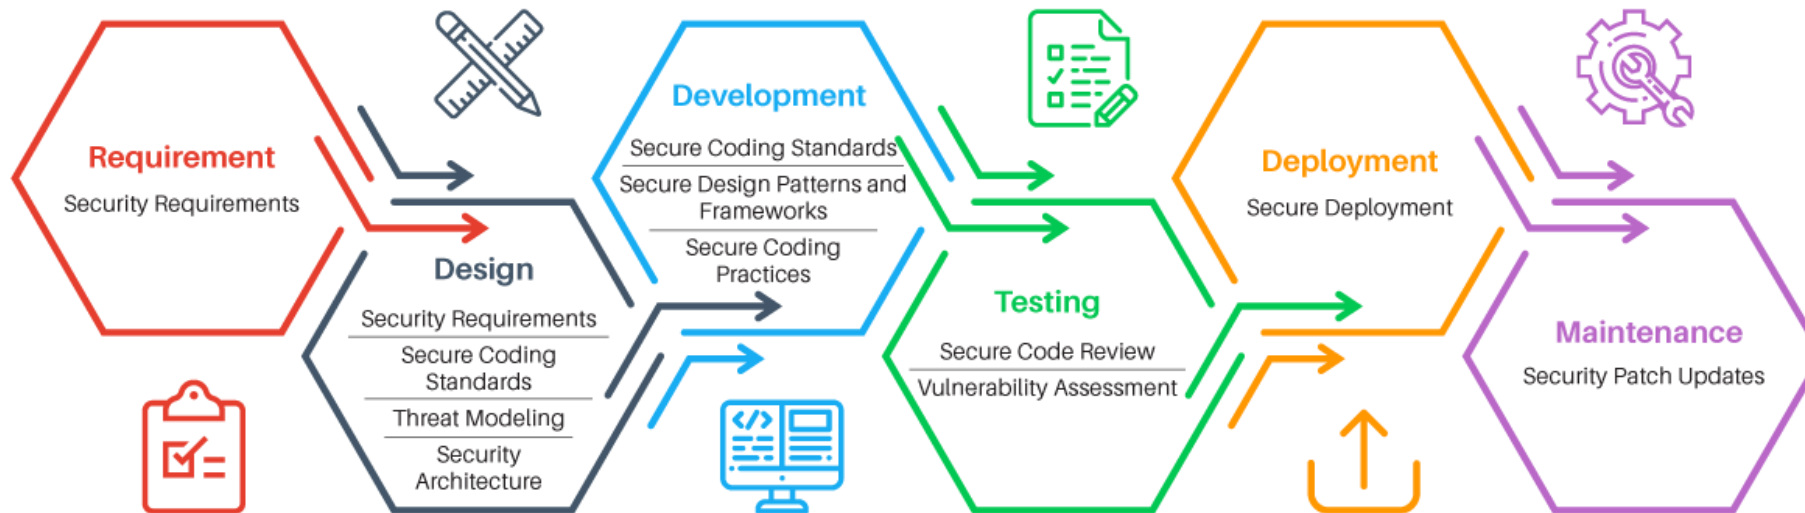 Requirement
Security Requirements
Design
Security Requirements
Secure Coding
Standards
Threat Modeling
Security
Architecture
Development
Secure Coding Standards
Secure Design Patterns and
Frameworks
Secure Coding
Practices
Testing
Secure Code Review
Vulnerability Assessment
Deployment
Secure Deployment
Maintenance
Security Patch Updates